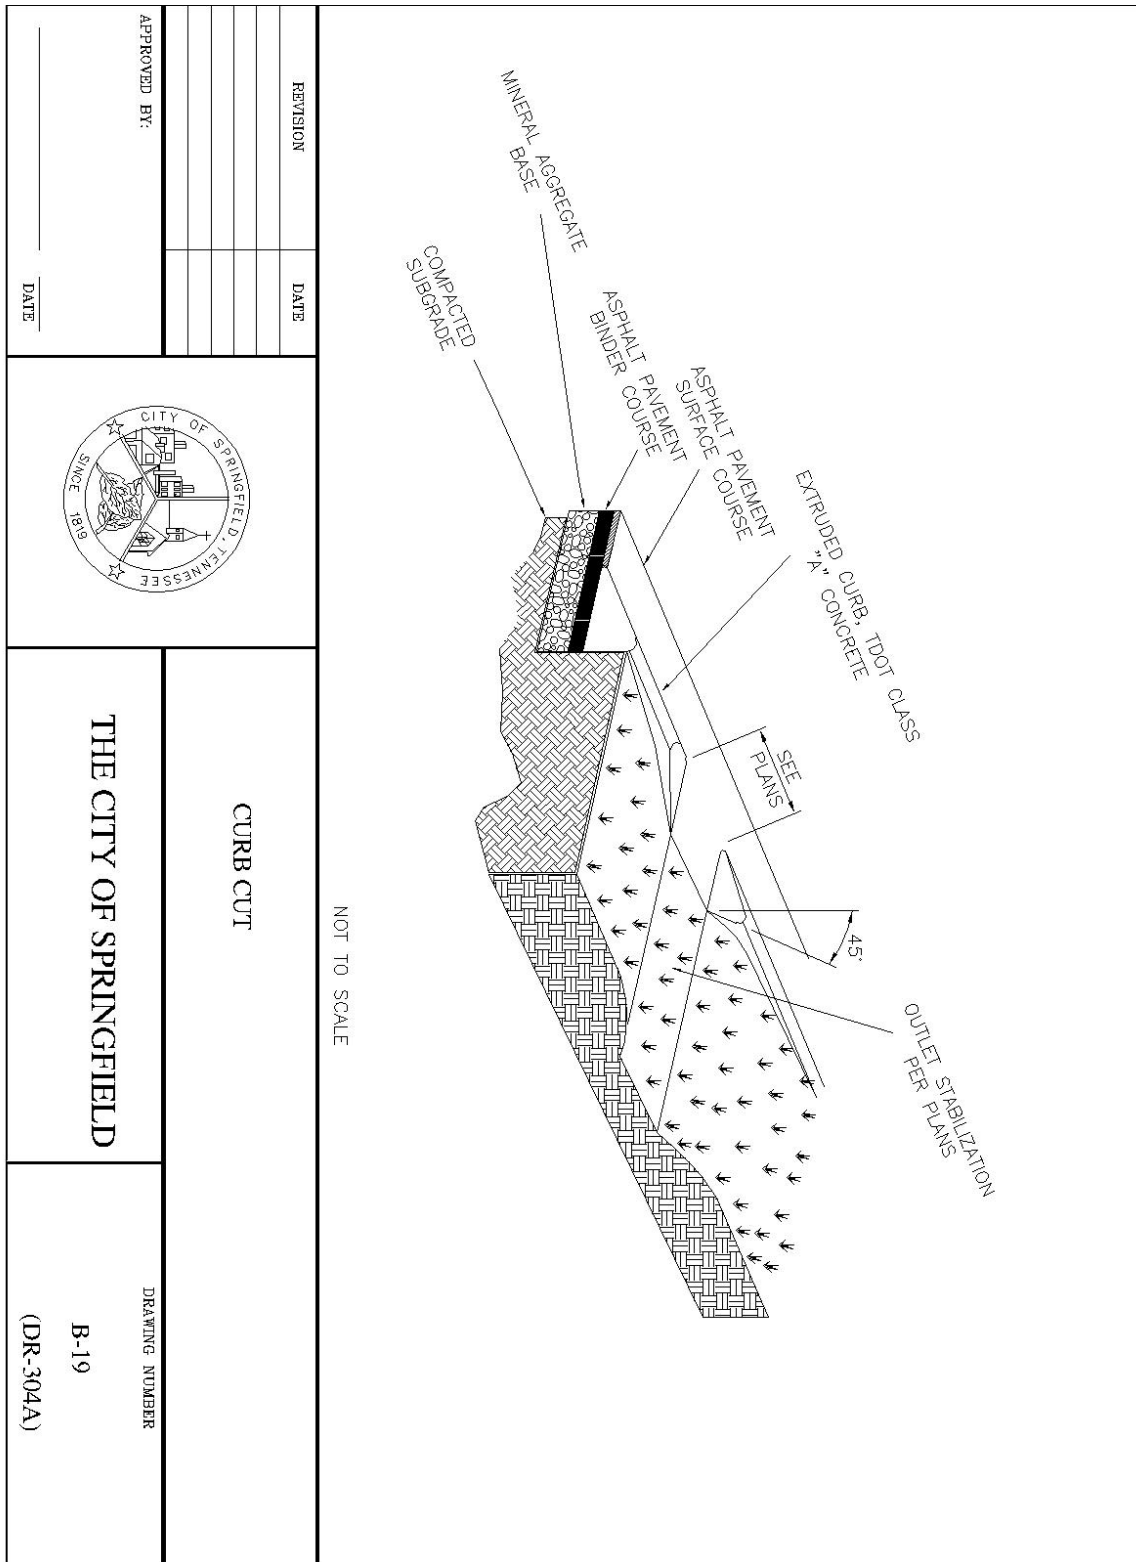 MINERAL AGGREGATE
BASE
COMPACTED
SUBGRADE
ASPHALT PAVEMENT
BINDER COURSE
ASPHALT PAVEMENT
SURFACE COURSE
EXTRUDED CURB, TDOT CLASS
"A" CONCRETE
SEE
PLANS
45°
OUTLET STABILIZATION
PER PLANS
NOT TO SCALE
REVISION
DATE
APPROVED BY:
DATE
CITY OF SPRINGFIELD, TENNESSEE
SINCE 1819
CURB CUT
THE CITY OF SPRINGFIELD
DRAWING NUMBER
B-19
(DR-304A)